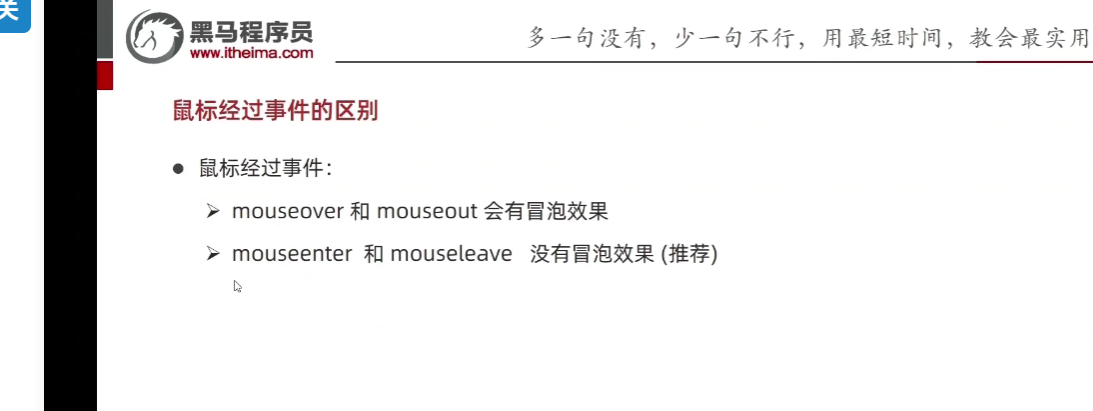 关
黑马程序员
www.itheima.com
多一句没有，少一句不行，用最短时间，教会最实用
鼠标经过事件的区别
● 鼠标经过事件：
➢ mouseover 和 mouseout 会有冒泡效果
➢ mouseenter 和 mouseleave 没有冒泡效果 (推荐)